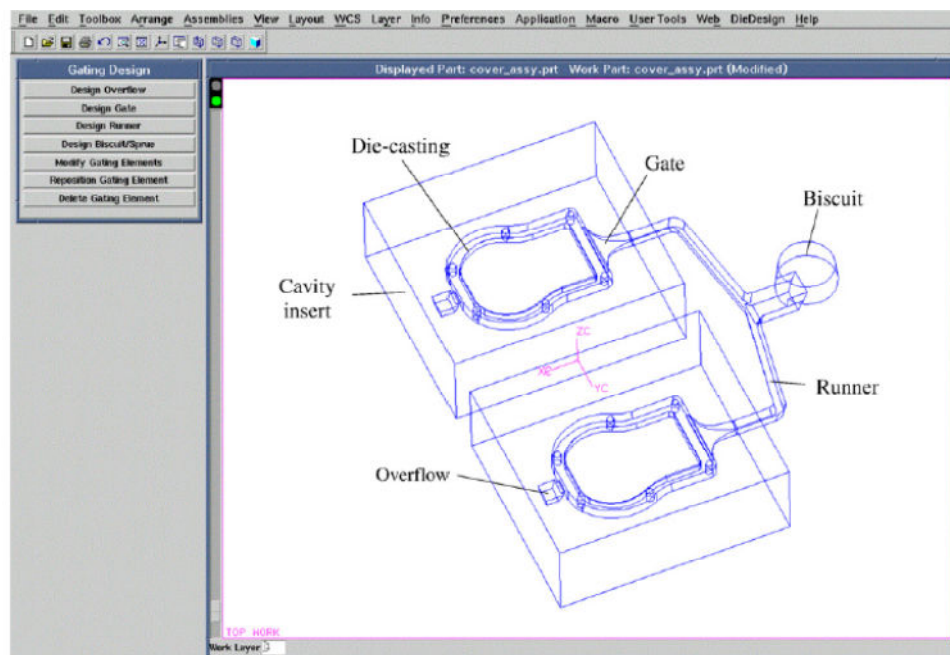 File Edit Toolbox Arrange Assemblies View Layout WCS Layer Info Preferences Application Macro User Tools Web DieDesign Help
Gating Design
Displayed Part: cover_assy.prt Work Part: cover_assy.prt (Modified)
Design Overflow
Design Gate
Design Runner
Design Biscuit/Sprue
Modify Gating Elements
Reposition Gating Element
Delete Gating Element
Die-casting
Gate
Biscuit
Cavity
insert
ZC
XC
YC
Runner
Overflow
TOP WORK
Work Layer